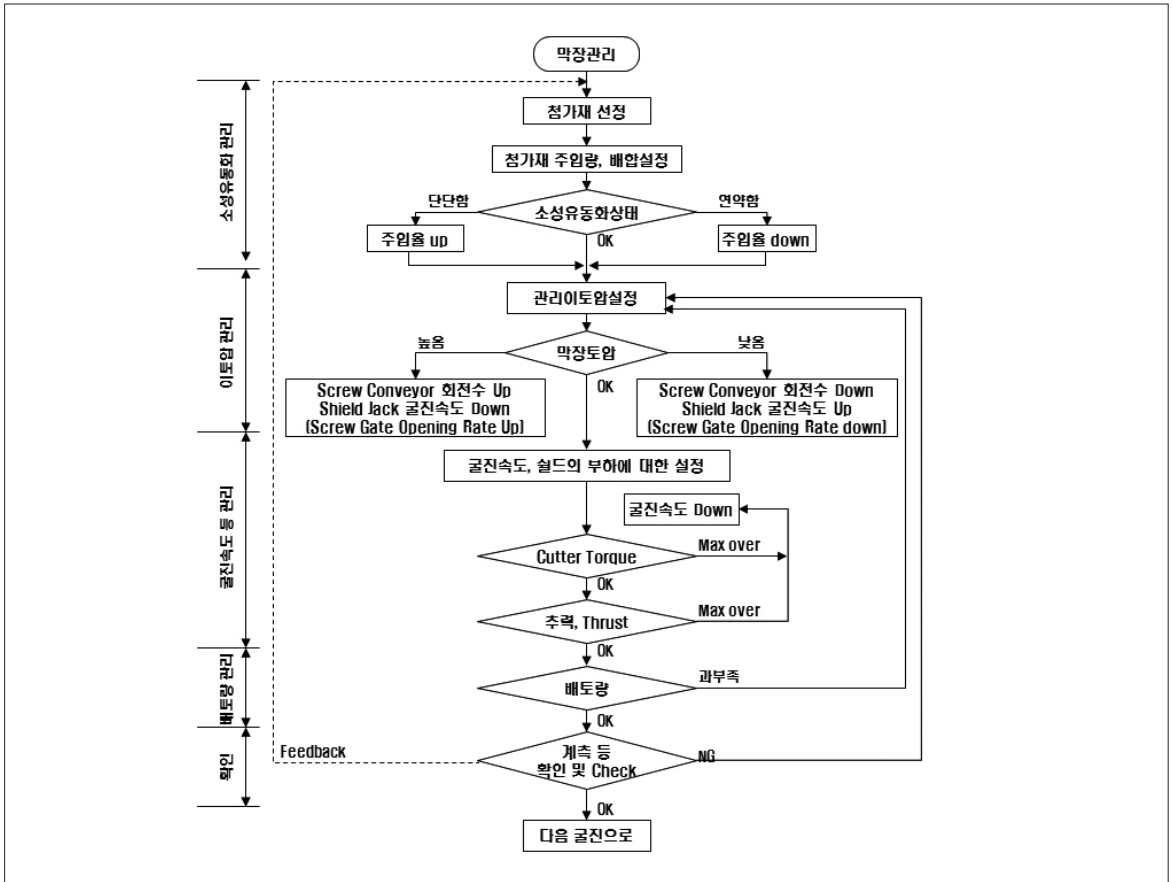 막장관리
소성유동화 관리
첨가재 선정
첨가재 주입량, 배합설정
단단함
연약함
소성유동화상태
주입율 up
OK
주입율 down
이토압 관리
관리이토압설정
높옴
낮옴
막장토압
OK
Screw Conveyor 회전수 Up
Shield Jack 굴진속도 Down
(Screw Gate Opening Rate Up)
Screw Conveyor 회전수 Down
Shield Jack 굴진속도 Up
(Screw Gate Opening Rate down)
굴진속도 등 관리
굴진속도, 쉴드의 부하에 대한 설정
굴진속도 Down
Cutter Torque
Max over
OK
추력, Thrust
Max over
OK
배토량 관리
배토량
과부족
OK
확인
Feedback
계측 등
확인 및 Check
NG
OK
다음 굴진으로